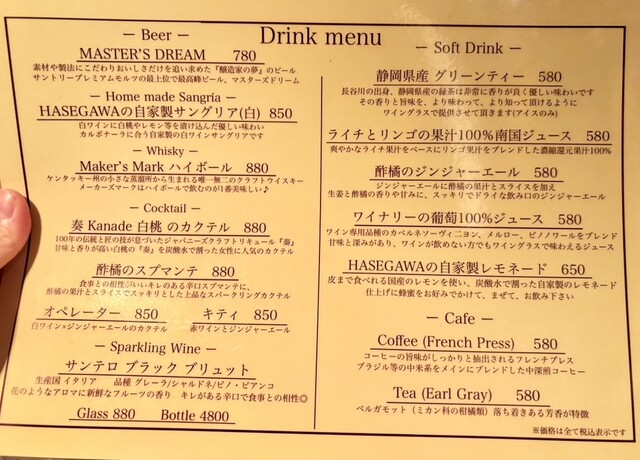 Drink menu
― Beer ―
MASTER'S DREAM 780
素材や製法にこだわりおいしさだけを追い求めた『醸造家の夢』のビール
サントリープレミアムモルツの最上位で最高峰ビール、マスターズドリーム
― Home made Sangria ―
HASEGAWAの自家製サングリア(白) 850
白ワインに白桃やレモン等を漬け込んだ優しい味わい
カルボナーラに合う自家製の白ワインサングリアです
― Whisky ―
Maker's Mark ハイボール 880
ケンタッキー州の小さな蒸溜所から生まれる唯一無二のクラフトウイスキー
メーカーズマークはハイボールで飲むのが1番美味しい♪
― Cocktail ―
奏 Kanade 白桃 のカクテル 880
100年の伝統と匠の技が息づいたジャパニーズクラフトリキュール『奏』
甘味と香りが高い白桃の『奏』を炭酸水で割った女性に人気のカクテル
酢橘のスプマンテ 880
食事との相性がいいキレのある辛口スプマンテに、
酢橘の果汁とスライスでスッキリとした上品なスパークリングカクテル
オペレーター 850 キティ 850
白ワイン×ジンジャーエールのカクテル 赤ワインとジンジャーエール
― Sparkling Wine ―
サンテロ ブラック ブリュット
生産国 イタリア 品種 グレーラ/シャルドネ/ピノ・ビアンコ
花のようなアロマに新鮮なフルーツの香り キレがある辛口で食事との相性◎
Glass 880 Bottle 4800
― Soft Drink ―
静岡県産 グリーンティー 580
長谷川の出身、静岡県産の緑茶は非常に香りが良く優しい味わいです
その香りと旨味を、より味わって、より知って頂けるように
ワイングラスで提供させて頂きます(アイスのみ)
ライチとリンゴの果汁100％南国ジュース 580
爽やかなライチ果汁をベースにリンゴ果汁をブレンドした濃縮還元果汁100%
酢橘のジンジャーエール 580
ジンジャーエールに酢橘の果汁とスライスを加え
生姜と酢橘の香りや甘みに、スッキリでドライな飲み口のジンジャーエール
ワイナリーの葡萄100％ジュース 580
ワイン専用品種のカベルネソーヴィニヨン、メルロー、ピノノワールをブレンド
甘味と深みがあり、ワインが飲めない方でもワイングラスで味わえるジュース
HASEGAWAの自家製レモネード 650
皮まで食べれる国産のレモンを使い、炭酸水で割った自家製のレモネード
仕上げに蜂蜜をお好みでかけて、まぜて、お飲み下さい
― Cafe ―
Coffee (French Press) 580
コーヒーの旨味がしっかりと抽出されるフレンチプレス
ブラジル等の中米系をメインにブレンドした中深煎コーヒー
Tea (Earl Gray) 580
ベルガモット（ミカン科の柑橘類）落ち着きある芳香が特徴
※価格は全て税込表示です